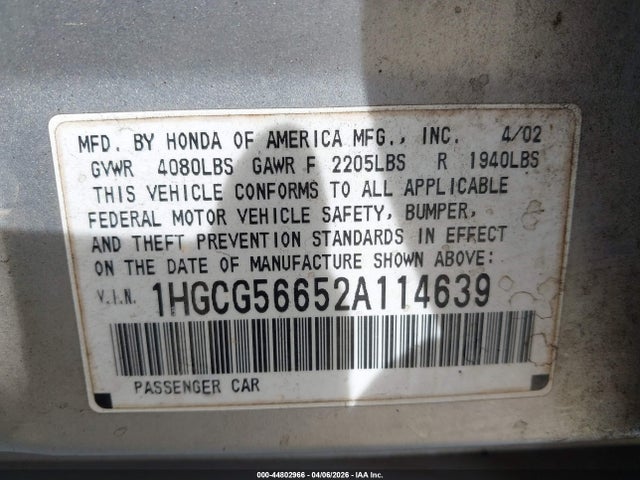 MFD. BY HONDA OF AMERICA MFG., INC. 4/02
GVWR 4080LBS GAWR F 2205LBS R 1940LBS
THIS VEHICLE CONFORMS TO ALL APPLICABLE
FEDERAL MOTOR VEHICLE SAFETY, BUMPER,
AND THEFT PREVENTION STANDARDS IN EFFECT
ON THE DATE OF MANUFACTURE SHOWN ABOVE:
V.I.N. 1HGCG56652A114639
PASSENGER CAR
000-44802966 - 04/06/2026 - IAA Inc.